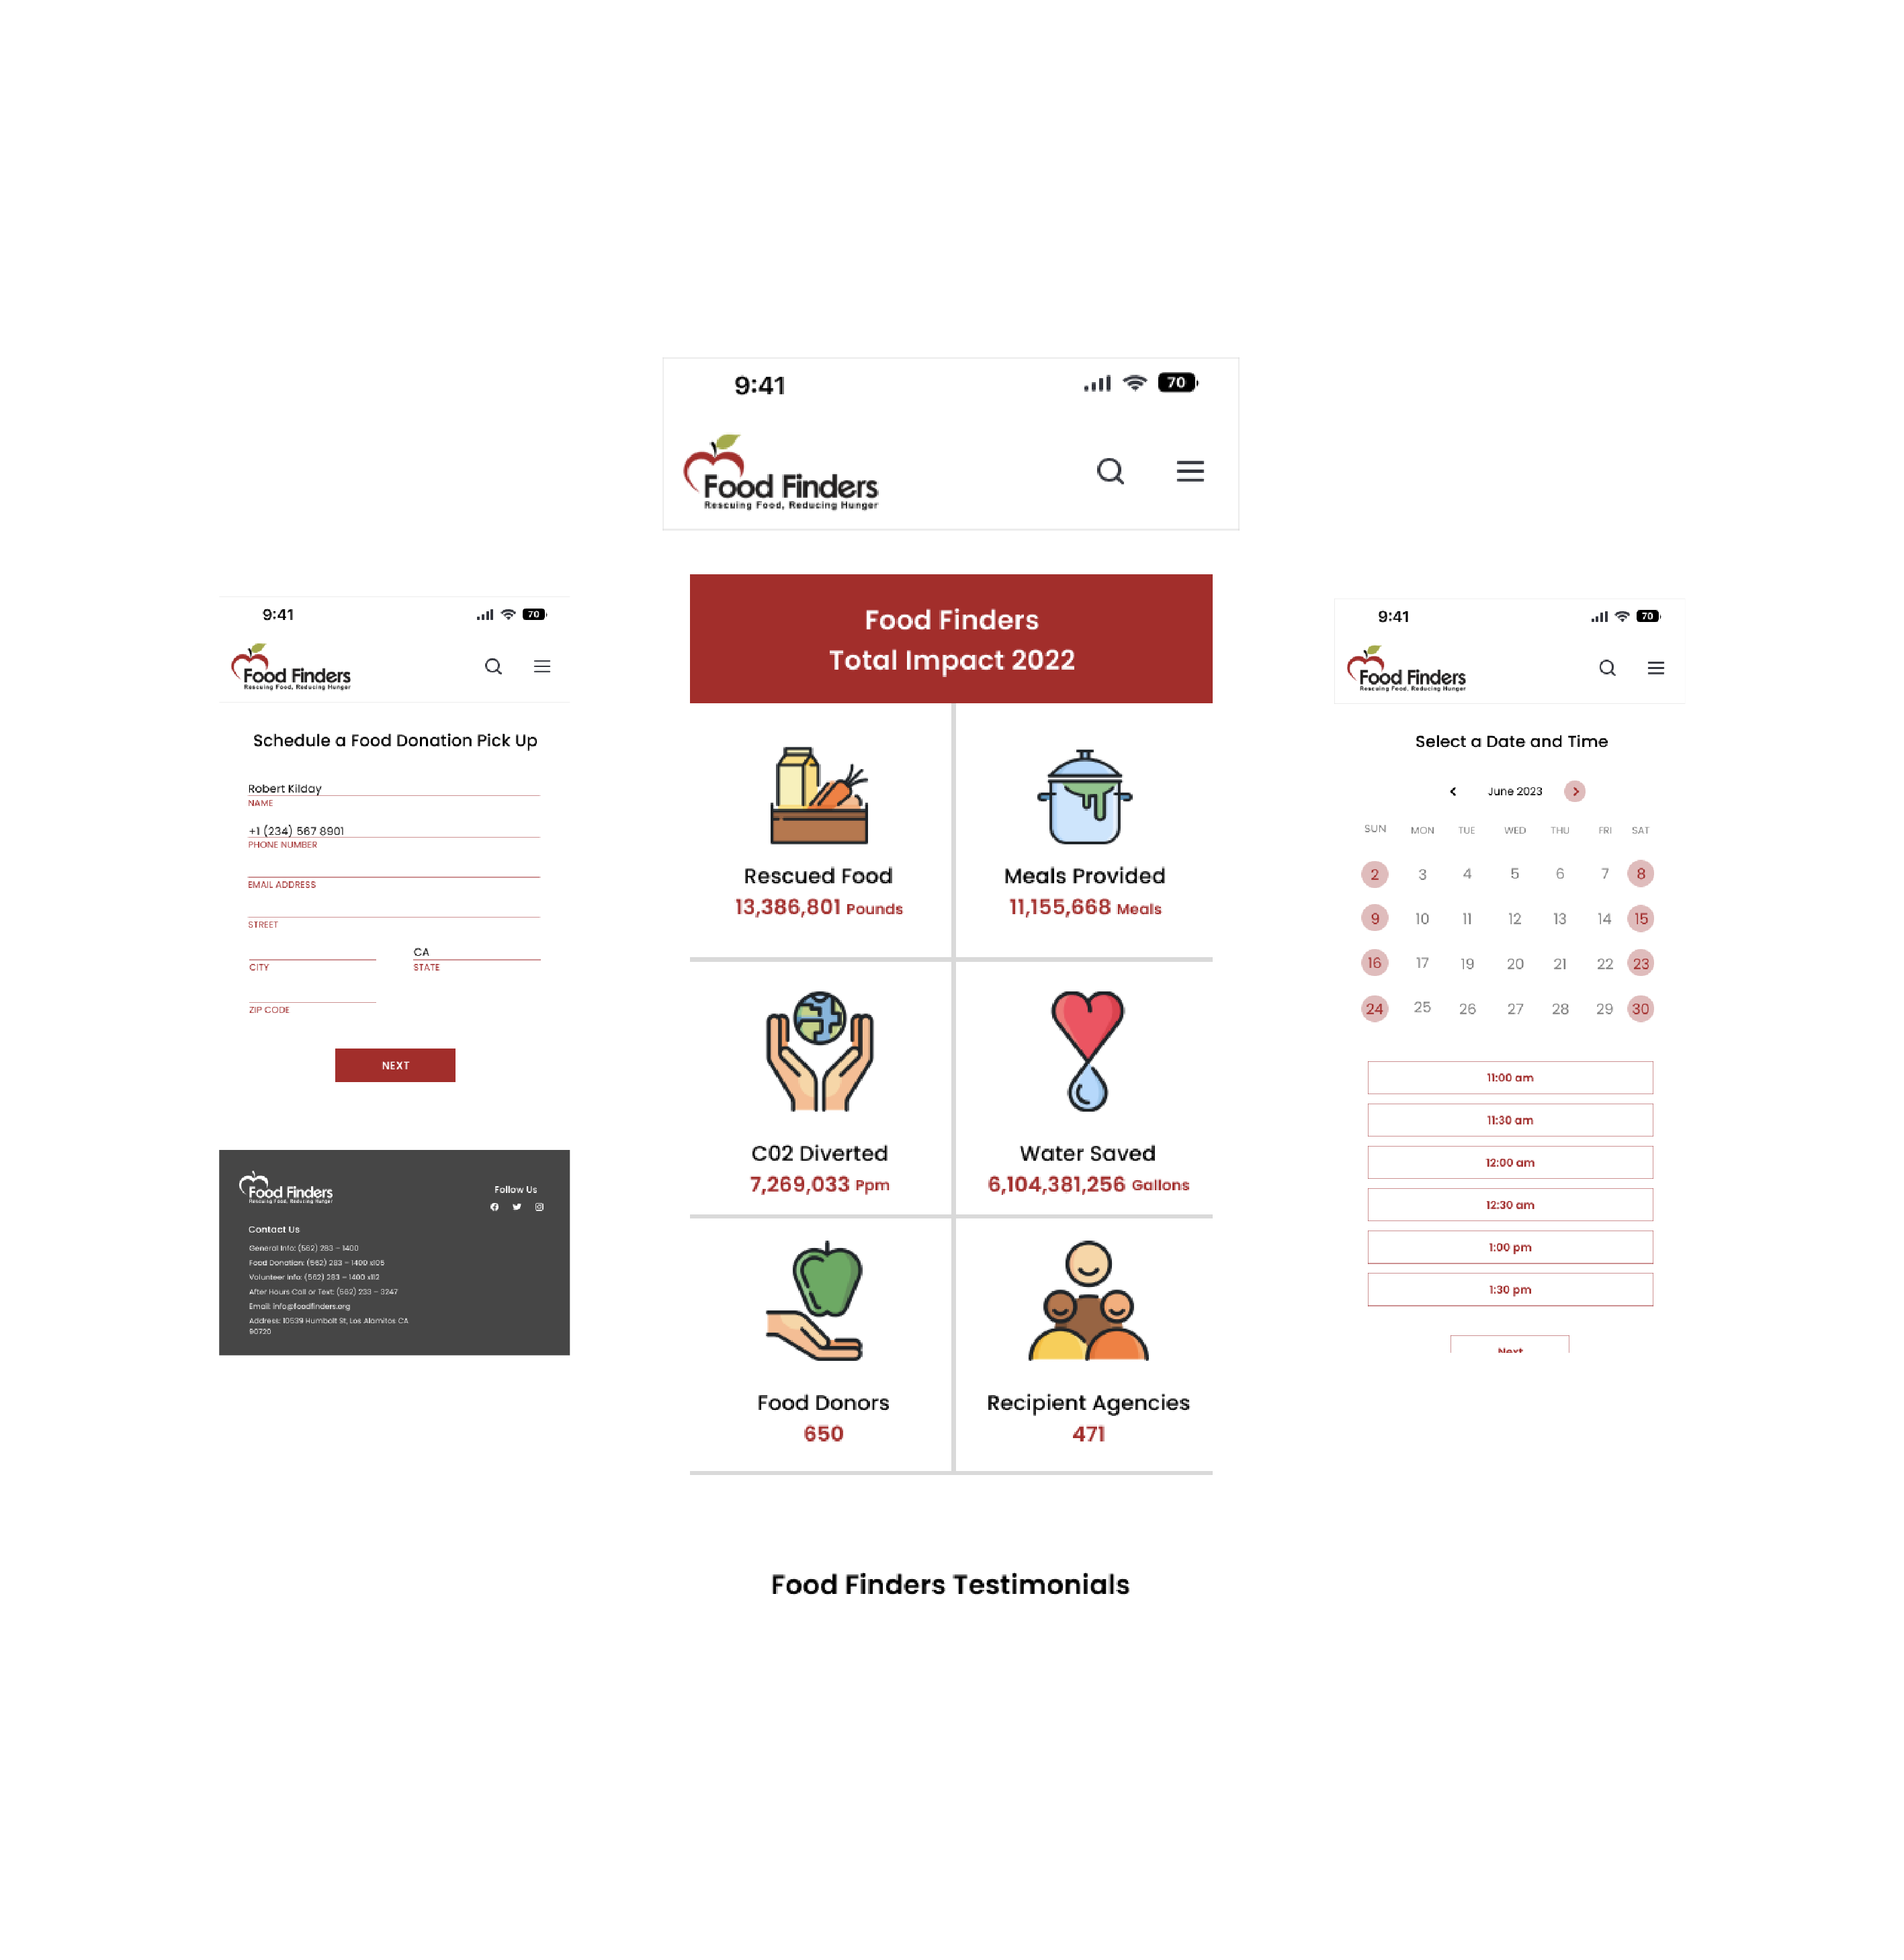 9:41
70
Food Finders
Rescuing Food, Reducing Hunger
Schedule a Food Donation Pick Up
Robert Kilday
NAME
+1 (234) 567 8901
PHONE NUMBER
EMAIL ADDRESS
STREET
CA
CITY STATE
ZIP CODE
NEXT
Food Finders
Rescuing Food, Reducing Hunger
Follow Us
Contact Us
General Info: (562) 283 – 1400
Food Donation: (562) 283 – 1400 x105
Volunteer Info: (562) 283 – 1400 x112
After Hours Call or Text: (562) 233 – 3247
Email: info@foodfinders.org
Address: 10539 Humbolt St, Los Alamitos CA
90720
9:41
70
Food Finders
Rescuing Food, Reducing Hunger
Food Finders
Total Impact 2022
Rescued Food
13,386,801 Pounds
Meals Provided
11,155,668 Meals
C02 Diverted
7,269,033 Ppm
Water Saved
6,104,381,256 Gallons
Food Donors
650
Recipient Agencies
471
Food Finders Testimonials
9:41
70
Food Finders
Rescuing Food, Reducing Hunger
Select a Date and Time
June 2023
SUN MON TUE WED THU FRI SAT
2 3 4 5 6 7 8
9 10 11 12 13 14 15
16 17 19 20 21 22 23
24 25 26 27 28 29 30
11:00 am
11:30 am
12:00 am
12:30 am
1:00 pm
1:30 pm
Next